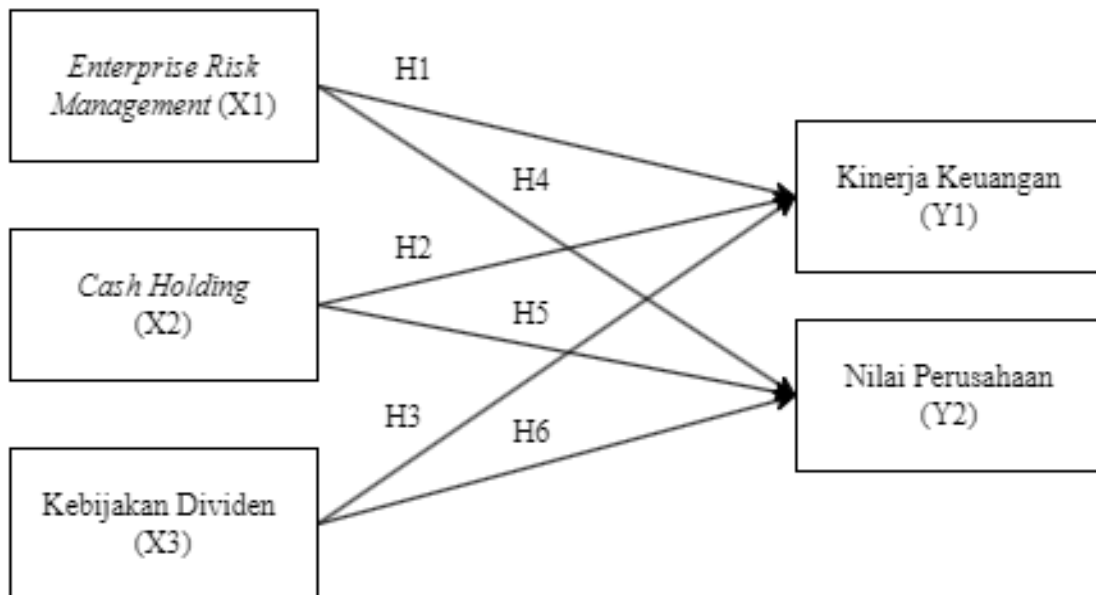 Enterprise Risk
Management (X1)
H1
Kinerja Keuangan
(Y1)
H4
H2
Cash Holding
(X2)
H5
Nilai Perusahaan
(Y2)
H3
H6
Kebijakan Dividen
(X3)